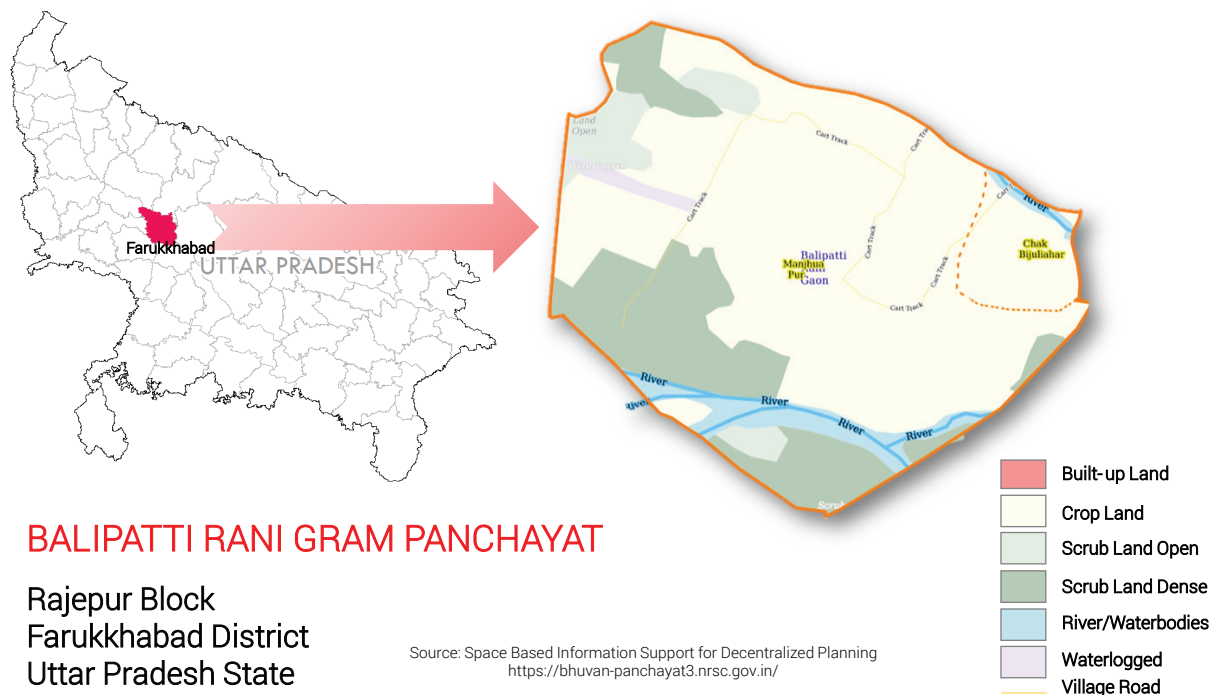 Farukkhabad
UTTAR PRADESH
Land
Open
Waterlogged
Cart Track
Cart Track
Cart Track
Cart Track
Cart Track
Cart Track
River
Chak
Bijuliahar
Balipatti
Rani
Gaon
Manjhua
Pur
River
River
River
River
River
Scrub
BALIPATTI RANI GRAM PANCHAYAT
Rajepur Block
Farukkhabad District
Uttar Pradesh State
Source: Space Based Information Support for Decentralized Planning
https://bhuvan-panchayat3.nrsc.gov.in/
Built-up Land
Crop Land
Scrub Land Open
Scrub Land Dense
River/Waterbodies
Waterlogged
Village Road